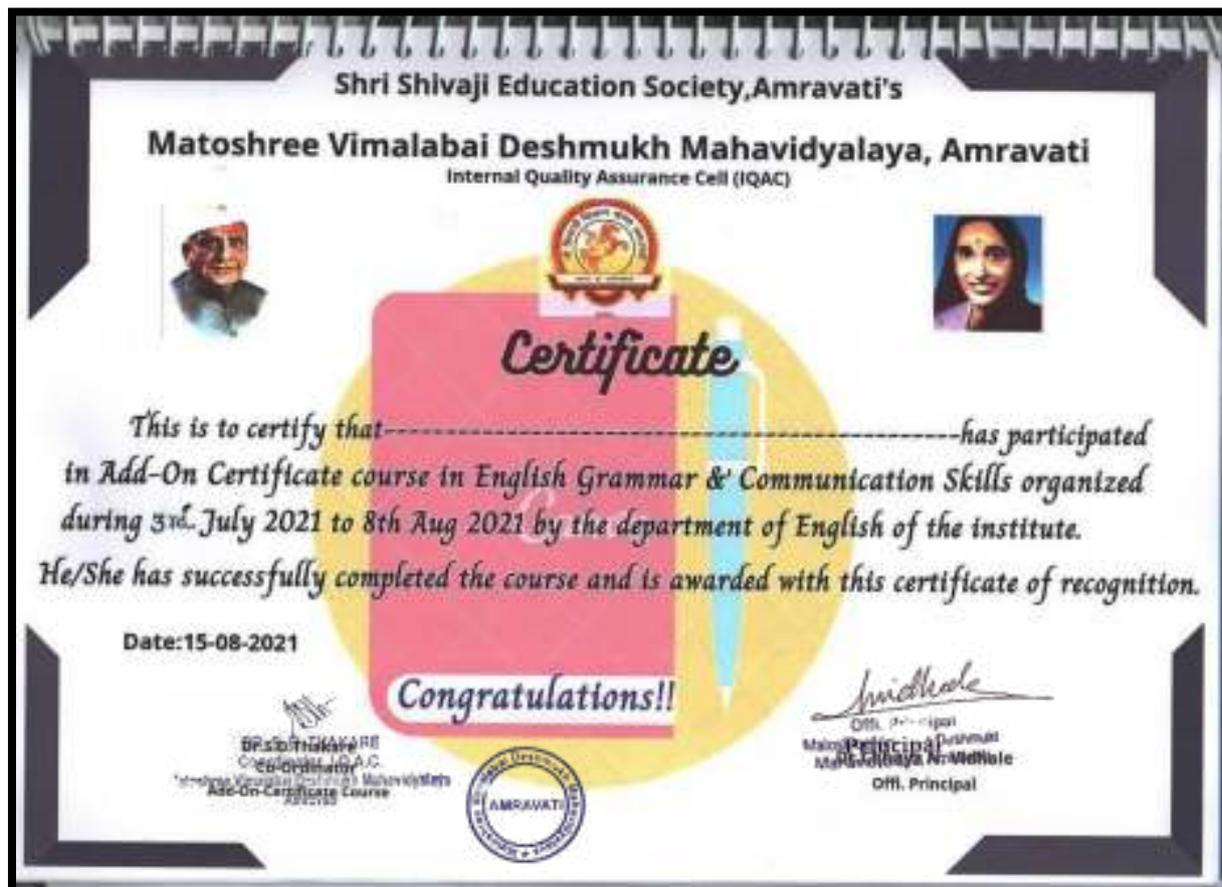 Shri Shivaji Education Society,Amravati's
Matoshree Vimalabai Deshmukh Mahavidyalaya, Amravati
Internal Quality Assurance Cell (IQAC)
Certificate
This is to certify that------------------------------------------------has participated
in Add-On Certificate course in English Grammar & Communication Skills organized
during 3rd July 2021 to 8th Aug 2021 by the department of English of the institute.
He/She has successfully completed the course and is awarded with this certificate of recognition.
Date:15-08-2021
Congratulations!!
Dr.S.D.Thakare
Co-Ordinator
Add-On-Certificate Course
AMRAVATI
Principal
Vidhale
Offi. Principal